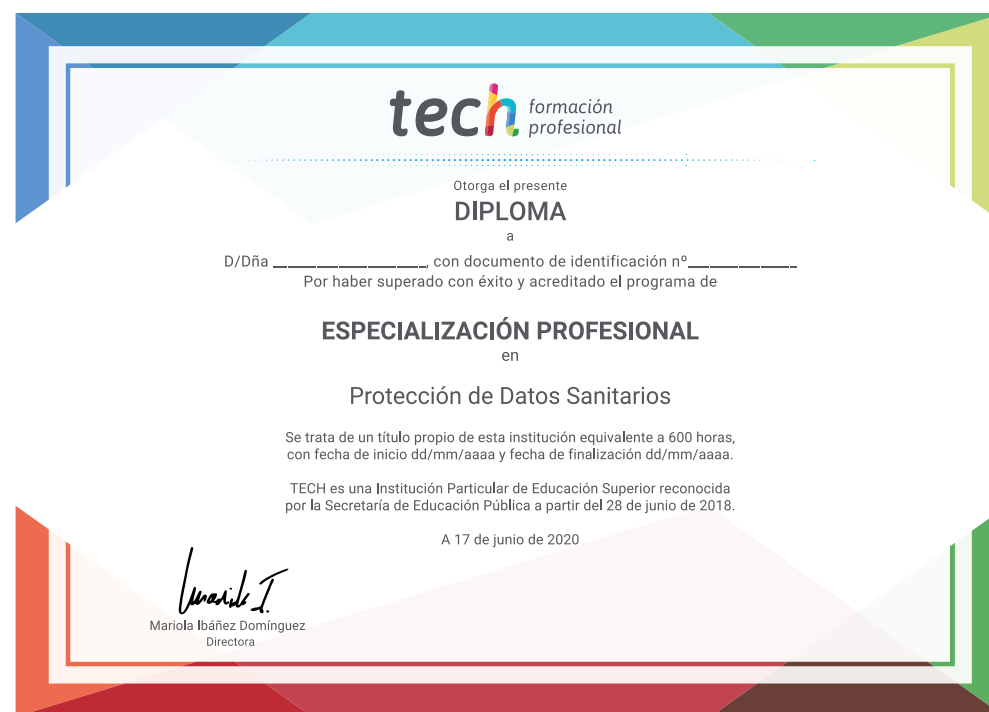 tech formación
profesional
Otorga el presente
DIPLOMA
a
D/Dña ____________________, con documento de identificación nº______________
Por haber superado con éxito y acreditado el programa de
ESPECIALIZACIÓN PROFESIONAL
en
Protección de Datos Sanitarios
Se trata de un título propio de esta institución equivalente a 600 horas,
con fecha de inicio dd/mm/aaaa y fecha de finalización dd/mm/aaaa.
TECH es una Institución Particular de Educación Superior reconocida
por la Secretaría de Educación Pública a partir del 28 de junio de 2018.
A 17 de junio de 2020
Mariola Ibáñez Domínguez
Directora